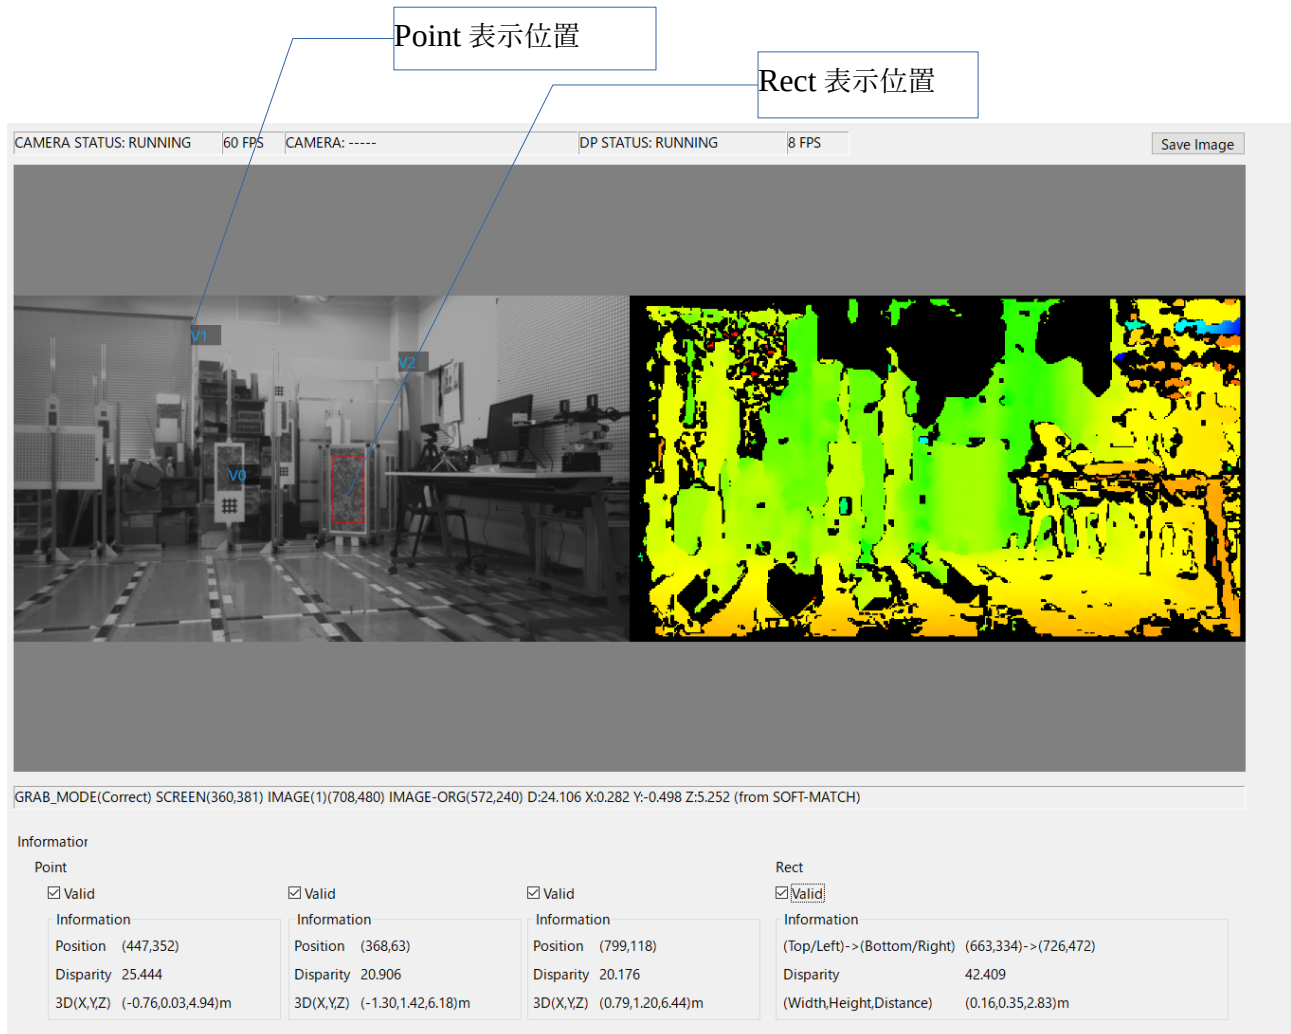 Point 表示位置
Rect 表示位置
CAMERA STATUS: RUNNING 60 FPS CAMERA: ----- DP STATUS: RUNNING 8 FPS Save Image
V1
V2
V0
GRAB_MODE(Correct) SCREEN(360,381) IMAGE(1)(708,480) IMAGE-ORG(572,240) D:24.106 X:0.282 Y:-0.498 Z:5.252 (from SOFT-MATCH)
Information
Point Rect
Valid Valid Valid Valid
Information Information Information Information
Position (447,352) Position (368,63) Position (799,118) (Top/Left)->(Bottom/Right) (663,334)->(726,472)
Disparity 25.444 Disparity 20.906 Disparity 20.176 Disparity 42.409
3D(X,Y,Z) (-0.76,0.03,4.94)m 3D(X,Y,Z) (-1.30,1.42,6.18)m 3D(X,Y,Z) (0.79,1.20,6.44)m (Width,Height,Distance) (0.16,0.35,2.83)m